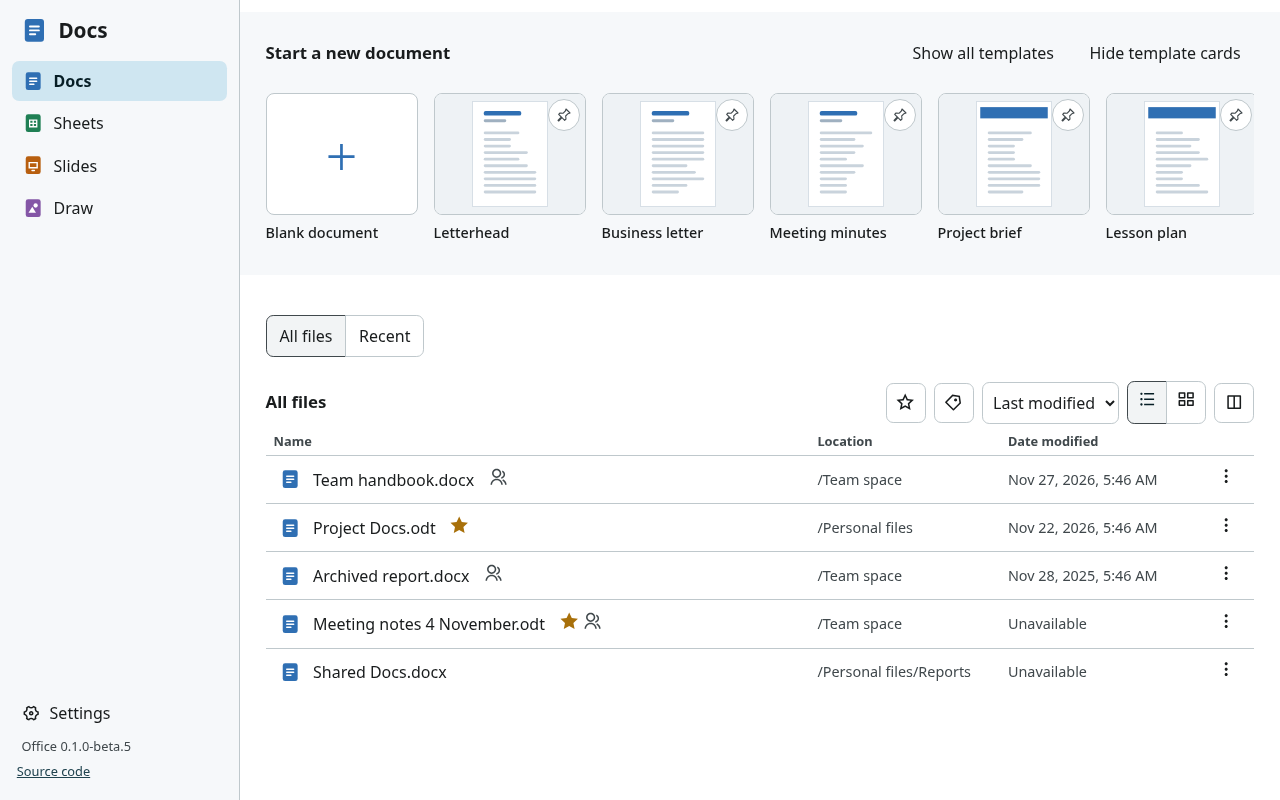 Docs
Docs
Sheets
Slides
Draw
Settings
Office 0.1.0-beta.5
Source code
Start a new document
Show all templates
Hide template cards
Blank document
Letterhead
Business letter
Meeting minutes
Project brief
Lesson plan
All files
Recent
All files
Last modified
Name Location Date modified
Team handbook.docx /Team space Nov 27, 2026, 5:46 AM
Project Docs.odt /Personal files Nov 22, 2026, 5:46 AM
Archived report.docx /Team space Nov 28, 2025, 5:46 AM
Meeting notes 4 November.odt /Team space Unavailable
Shared Docs.docx /Personal files/Reports Unavailable